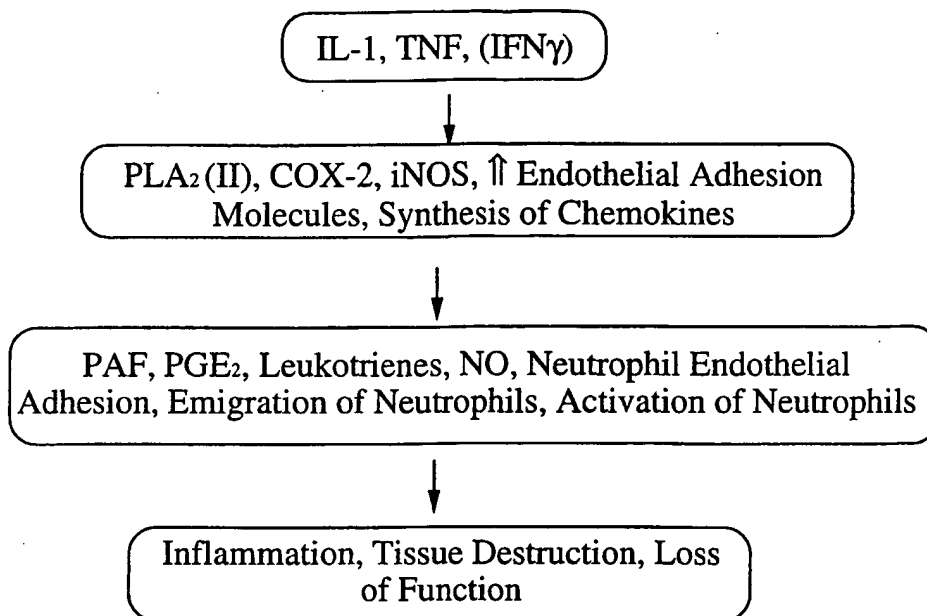 IL-1, TNF, (IFNγ)
PLA₂ (II), COX-2, iNOS, ⇑ Endothelial Adhesion
Molecules, Synthesis of Chemokines
PAF, PGE₂, Leukotrienes, NO, Neutrophil Endothelial
Adhesion, Emigration of Neutrophils, Activation of Neutrophils
Inflammation, Tissue Destruction, Loss
of Function